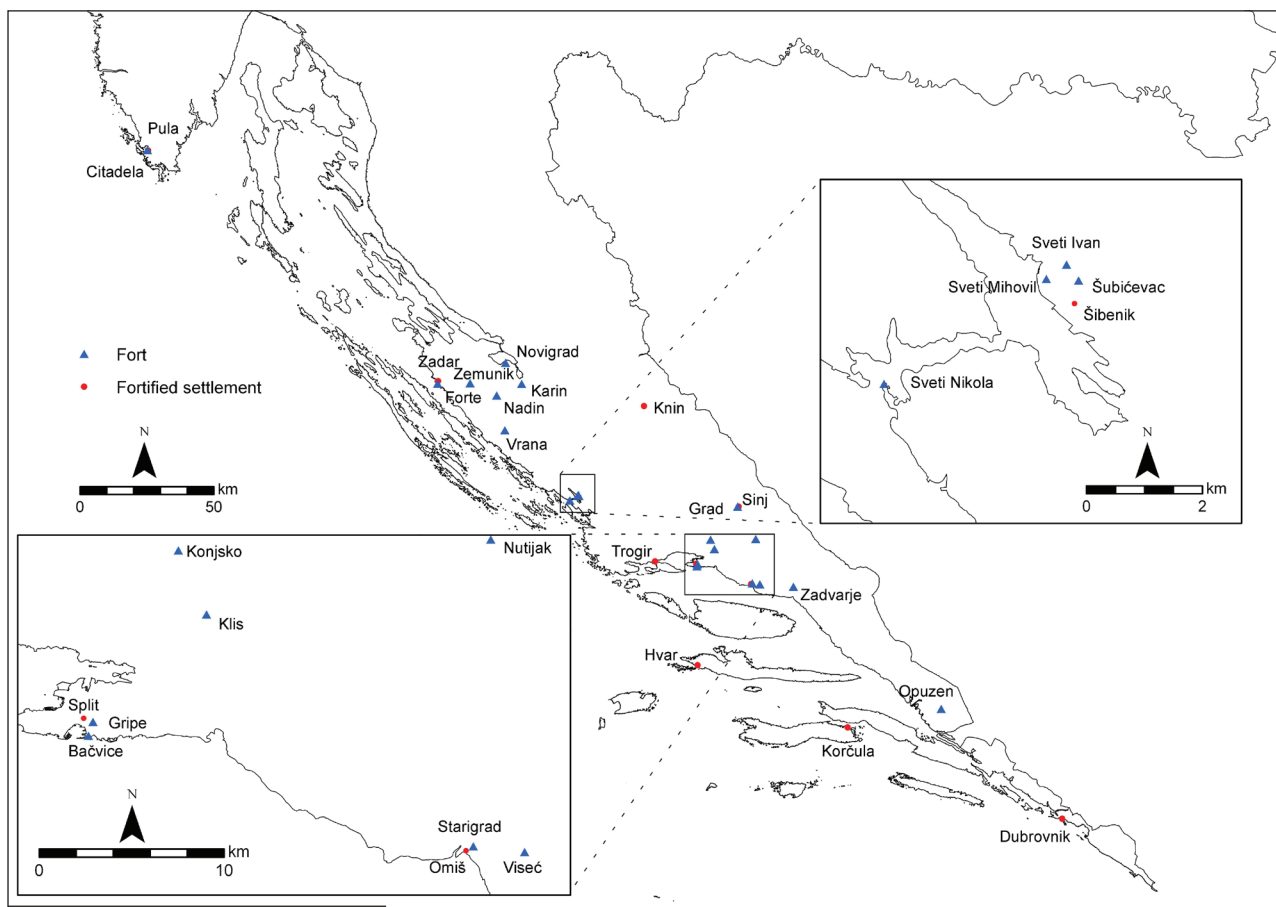 Pula
Citadela
Fort
Fortified settlement
N
0
50
km
Novigrad
Zadar
Zemunik
Forte
Karin
Nadin
Vrana
Knin
Sinj
Grad
Trogir
Zadvarje
Hvar
Opuzen
Korčula
Dubrovnik
Sveti Ivan
Sveti Mihovil
Šubićevac
Šibenik
Sveti Nikola
N
0
2
km
Konjsko
Nutijak
Klis
Split
Gripe
Bačvice
N
0
10
km
Starigrad
Omiš
Viseć